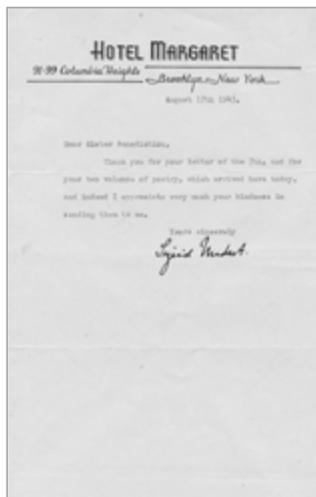 HOTEL MARGARET
91-99 Columbia Heights
Brooklyn, New York
August 17th 1943.
Dear Sister Benediction,
Thank you for your letter of the 7th, and for
your two volumes of poetry, which arrived here today,
and indeed I appreciate very much your kindness in
sending them to me.
Yours sincerely
Sigrid Undset.